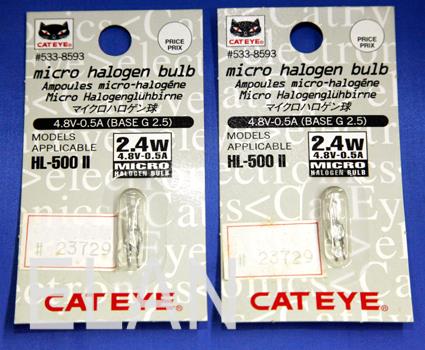 CATEYE®
PRICE
PRIX
#533-8593
micro halogen bulb
Ampoules micro-halogéne
Micro Halogenglühbirne
マイクロハロゲン球
4.8V-0.5A (BASE G 2.5)
MODELS
APPLICABLE
HL-500 II
2.4W
4.8V-0.5A
MICRO
HALOGEN BULB
# 23729
CATEYE®
CATEYE®
PRICE
PRIX
#533-8593
micro halogen bulb
Ampoules micro-halogéne
Micro Halogenglühbirne
マイクロハロゲン球
4.8V-0.5A (BASE G 2.5)
MODELS
APPLICABLE
HL-500 II
2.4W
4.8V-0.5A
MICRO
HALOGEN BULB
# 23729
CATEYE®
ELAN